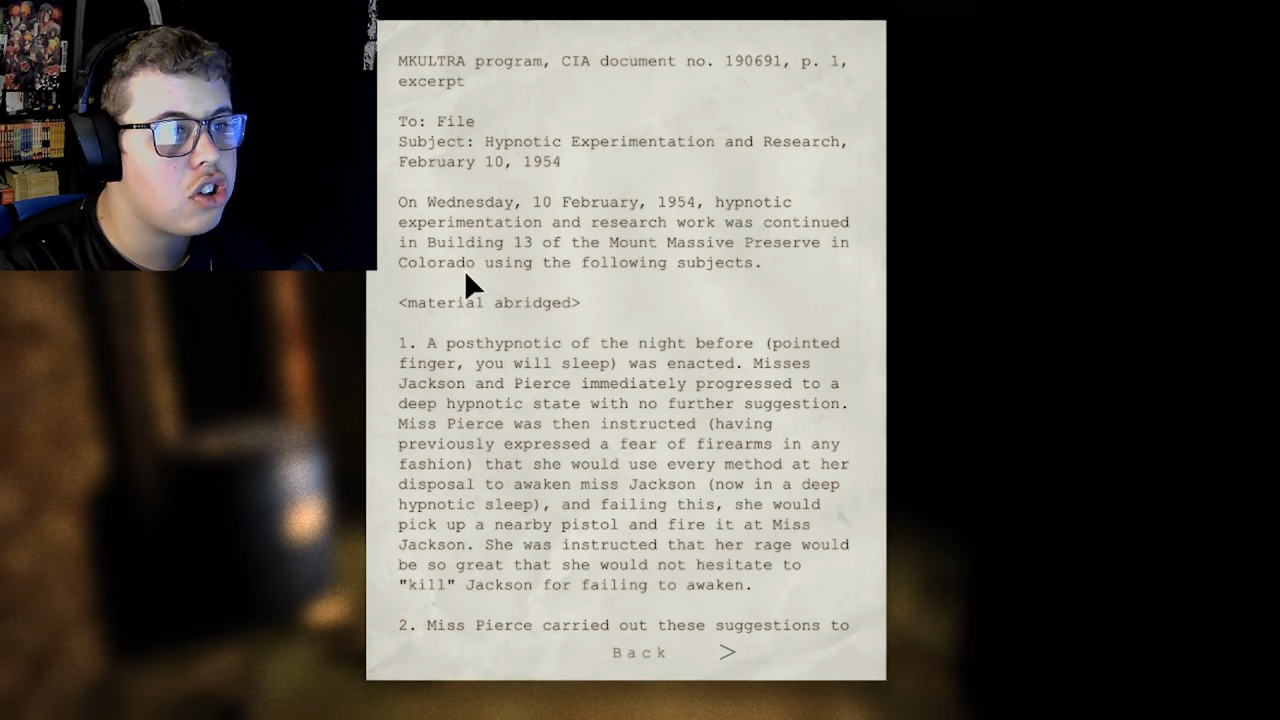 MKULTRA program, CIA document no. 190691, p. 1,
excerpt
To: File
Subject: Hypnotic Experimentation and Research,
February 10, 1954
On Wednesday, 10 February, 1954, hypnotic
experimentation and research work was continued
in Building 13 of the Mount Massive Preserve in
Colorado using the following subjects.
<material abridged>
1. A posthypnotic of the night before (pointed
finger, you will sleep) was enacted. Misses
Jackson and Pierce immediately progressed to a
deep hypnotic state with no further suggestion.
Miss Pierce was then instructed (having
previously expressed a fear of firearms in any
fashion) that she would use every method at her
disposal to awaken miss Jackson (now in a deep
hypnotic sleep), and failing this, she would
pick up a nearby pistol and fire it at Miss
Jackson. She was instructed that her rage would
be so great that she would not hesitate to
"kill" Jackson for failing to awaken.
2. Miss Pierce carried out these suggestions to
Back >